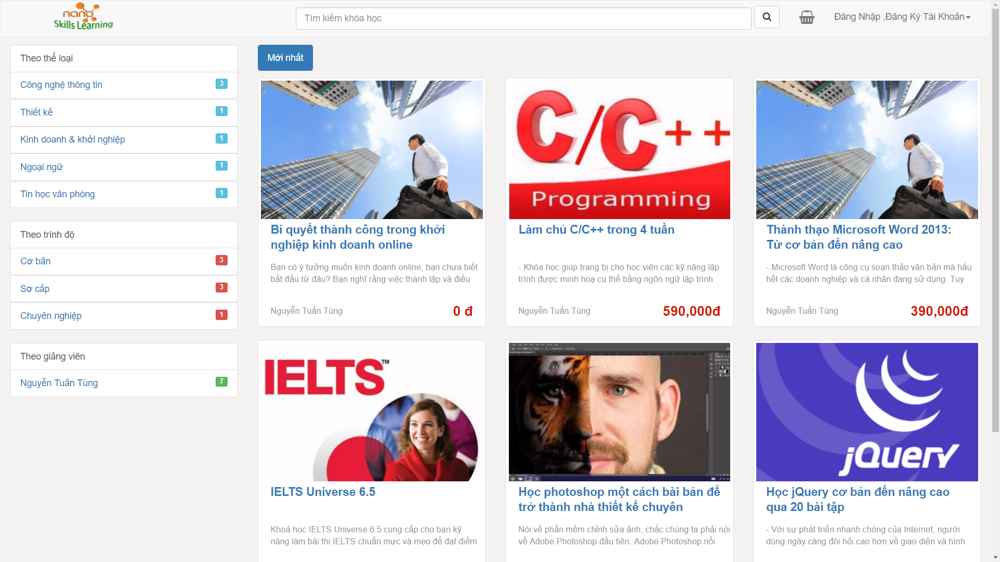 nang
Skills Learning
Tìm kiếm khóa học
Đăng Nhập ,Đăng Ký Tài Khoản
Theo thể loại
Công nghệ thông tin 3
Thiết kế 1
Kinh doanh & khởi nghiệp 1
Ngoại ngữ 1
Tin học văn phòng 1
Theo trình độ
Cơ bản 3
Sơ cấp 3
Chuyên nghiệp 1
Theo giảng viên
Nguyễn Tuấn Tùng 7
Mới nhất
Bí quyết thành công trong khởi
nghiệp kinh doanh online
Bạn có ý tưởng muốn kinh doanh online, bạn chưa biết
bắt đầu từ đâu? Bạn nghĩ rằng việc thành lập và điều
Nguyễn Tuấn Tùng 0 đ
C/C++
Programming
Làm chủ C/C++ trong 4 tuần
- Khóa học giúp trang bị cho học viên các kỹ năng lập
trình được minh hoạ cụ thể bằng ngôn ngữ lập trình
Nguyễn Tuấn Tùng 590,000đ
Thành thạo Microsoft Word 2013:
Từ cơ bản đến nâng cao
- Microsoft Word là công cụ soạn thảo văn bản mà hầu
hết các doanh nghiệp và cá nhân đang sử dụng. Tuy
Nguyễn Tuấn Tùng 390,000đ
IELTS™
IELTS Universe 6.5
Khoá học IELTS Universe 6.5 cung cấp cho bạn kỹ
năng làm bài thi IELTS chuẩn mực và mẹo để đạt điểm
Học photoshop một cách bài bản để
trở thành nhà thiết kế chuyên
Nói về phần mềm chỉnh sửa ảnh, chắc chúng ta phải nói
về Adobe Photoshop đầu tiên. Adobe Photoshop nổi
jQuery
Học jQuery cơ bản đến nâng cao
qua 20 bài tập
- Với sự phát triển nhanh chóng của Internet, người
dùng ngày càng đòi hỏi cao hơn về giao diện và hình